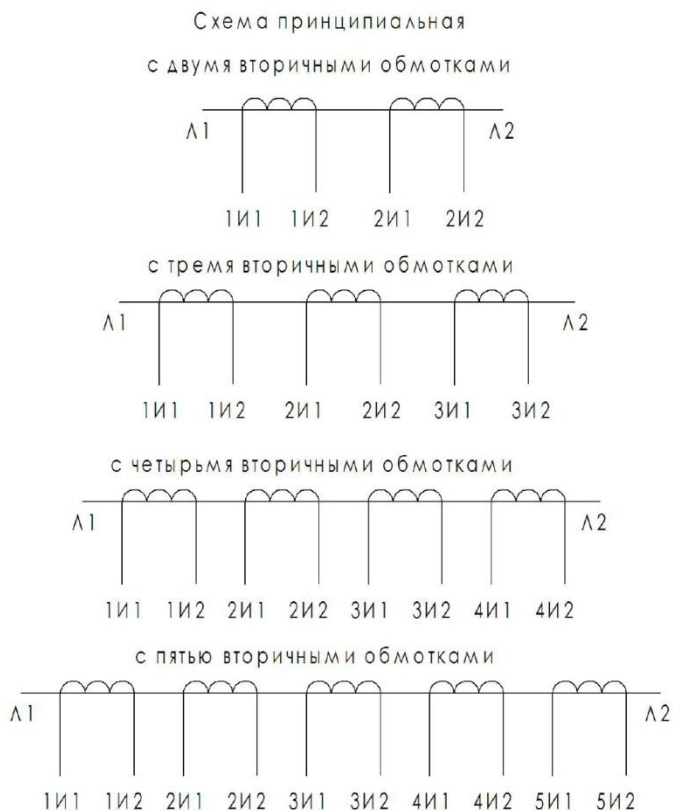 Схема принципиальная
с двумя вторичными обмотками
Л1 Л2
1И1 1И2 2И1 2И2
с тремя вторичными обмотками
Л1 Л2
1И1 1И2 2И1 2И2 3И1 3И2
с четырьмя вторичными обмотками
Л1 Л2
1И1 1И2 2И1 2И2 3И1 3И2 4И1 4И2
с пятью вторичными обмотками
Л1 Л2
1И1 1И2 2И1 2И2 3И1 3И2 4И1 4И2 5И1 5И2